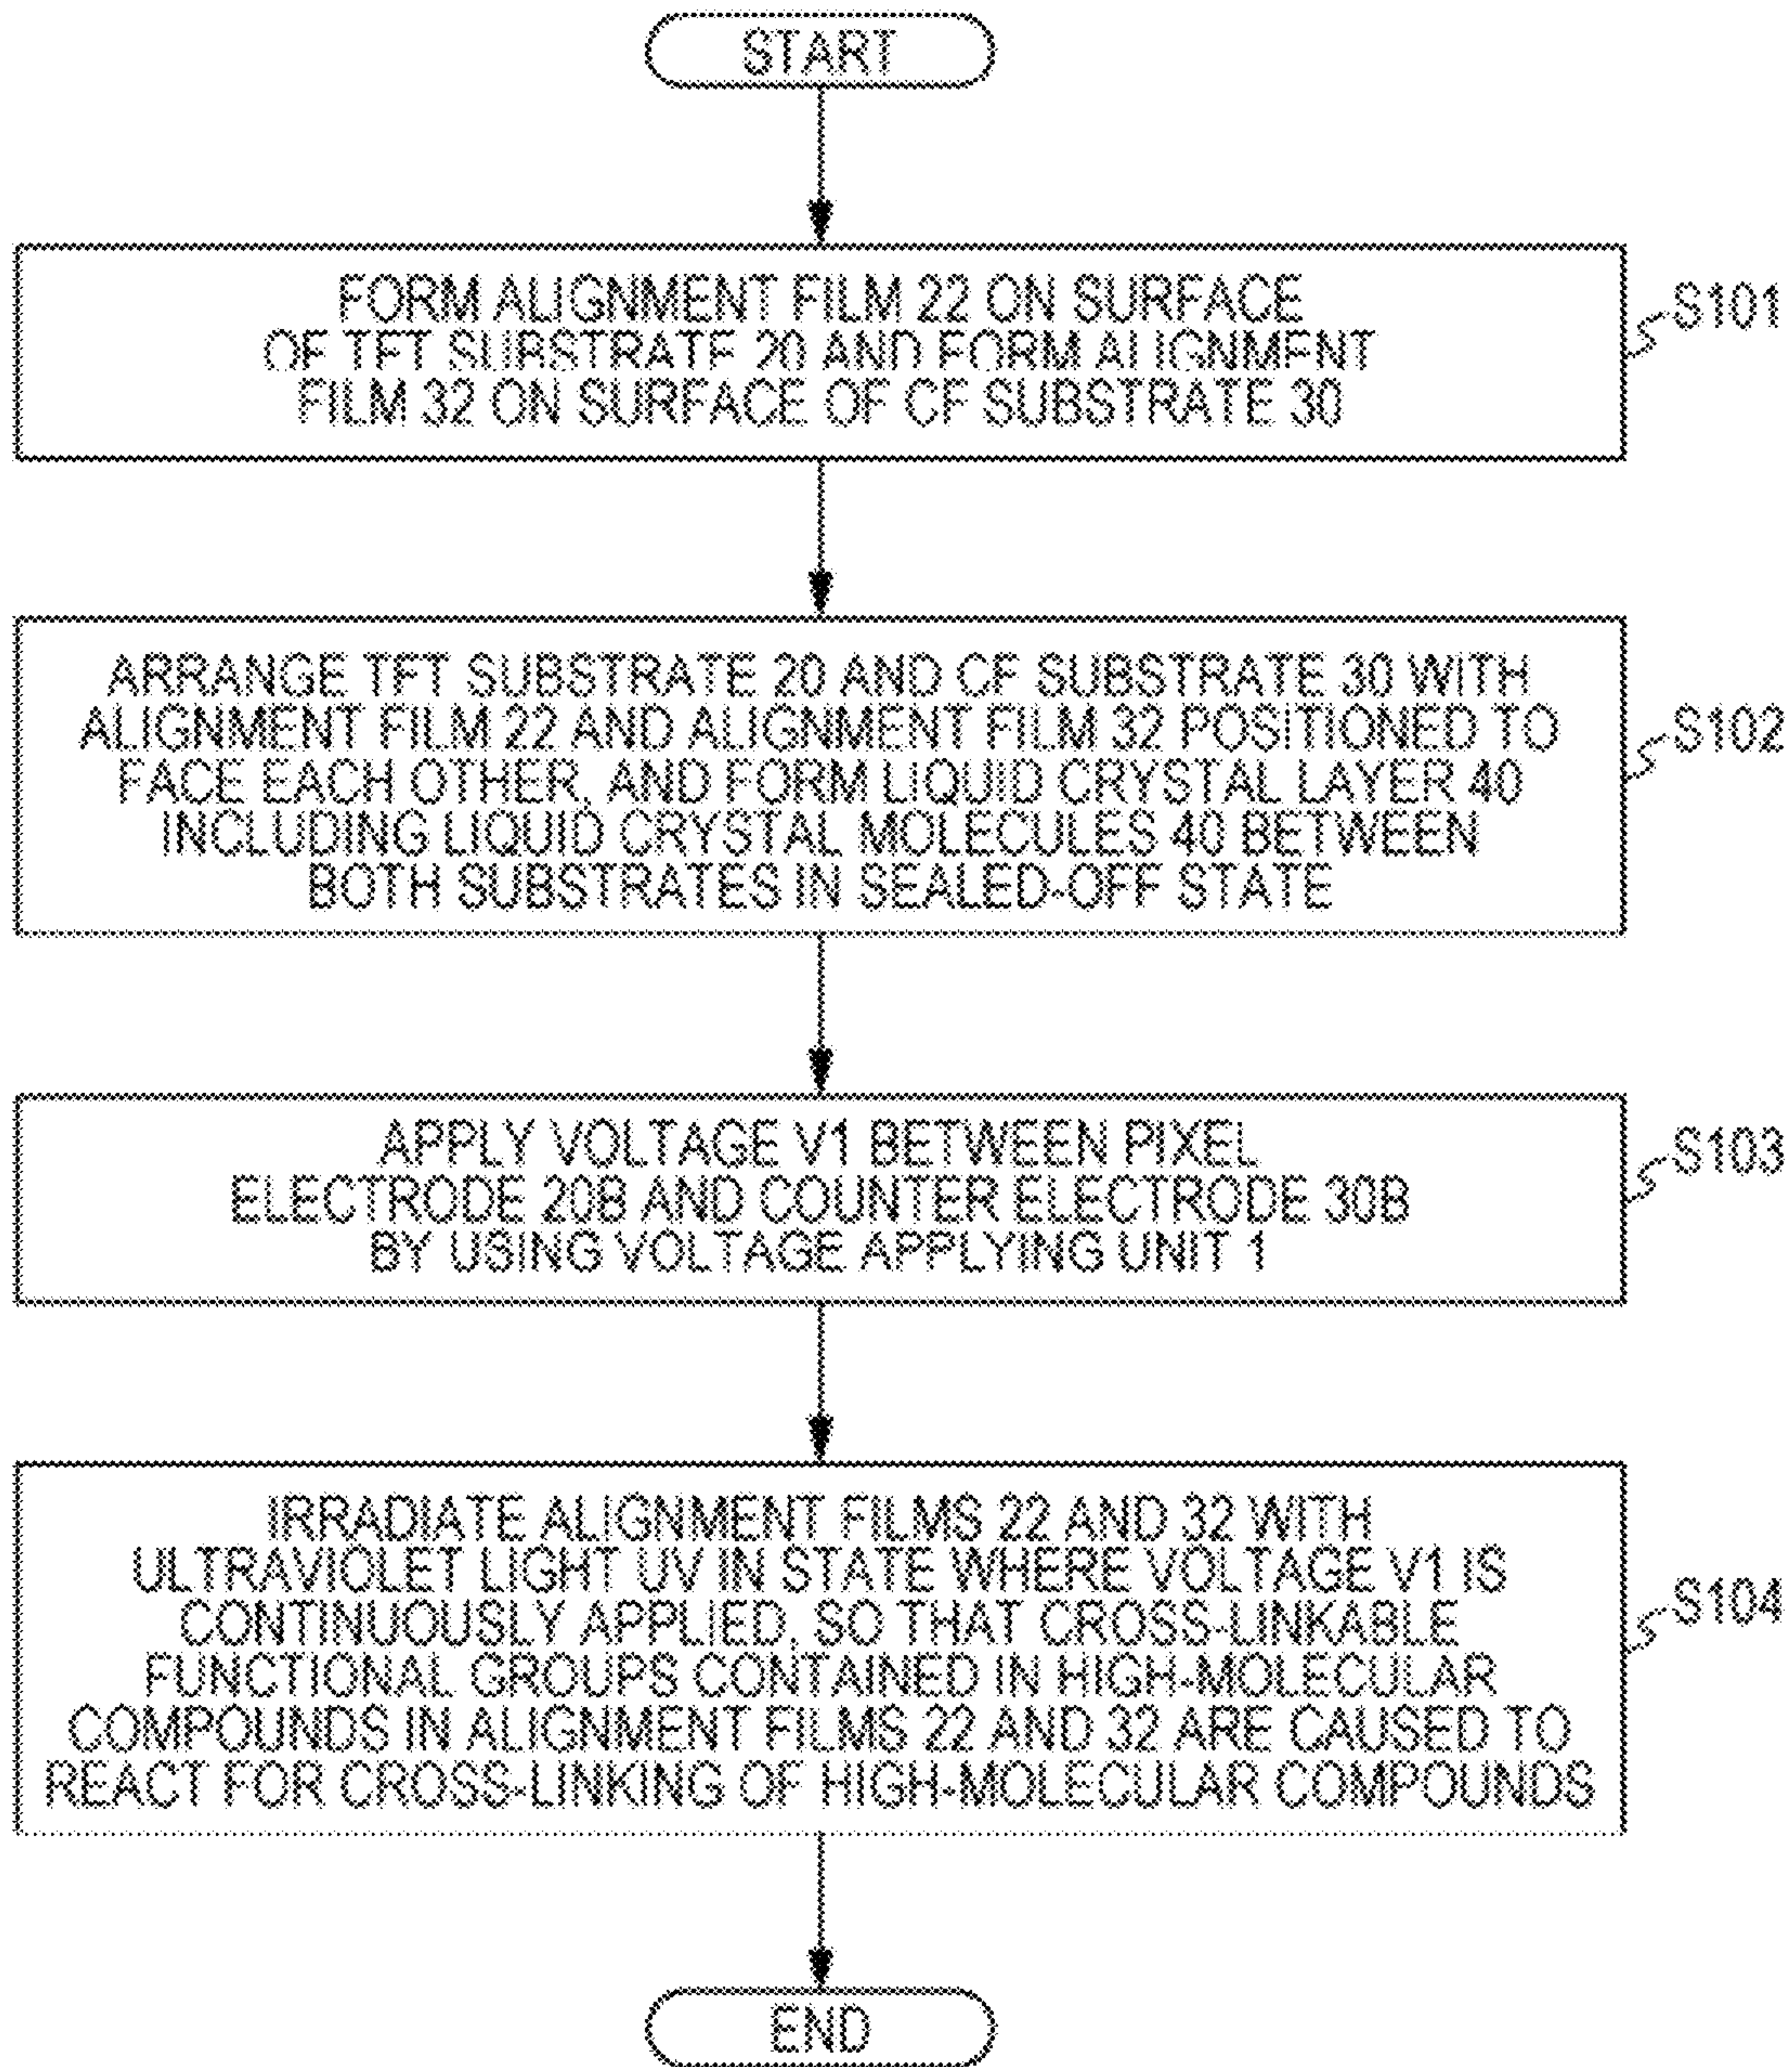 START
FORM ALIGNMENT FILM 22 ON SURFACE
OF TFT SUBSTRATE 20 AND FORM ALIGNMENT
FILM 32 ON SURFACE OF CF SUBSTRATE 30
S101
ARRANGE TFT SUBSTRATE 20 AND CF SUBSTRATE 30 WITH
ALIGNMENT FILM 22 AND ALIGNMENT FILM 32 POSITIONED TO
FACE EACH OTHER, AND FORM LIQUID CRYSTAL LAYER 40
INCLUDING LIQUID CRYSTAL MOLECULES 40 BETWEEN
BOTH SUBSTRATES IN SEALED-OFF STATE
S102
APPLY VOLTAGE V1 BETWEEN PIXEL
ELECTRODE 20B AND COUNTER ELECTRODE 30B
BY USING VOLTAGE APPLYING UNIT 1
S103
IRRADIATE ALIGNMENT FILMS 22 AND 32 WITH
ULTRAVIOLET LIGHT UV IN STATE WHERE VOLTAGE V1 IS
CONTINUOUSLY APPLIED, SO THAT CROSS-LINKABLE
FUNCTIONAL GROUPS CONTAINED IN HIGH-MOLECULAR
COMPOUNDS IN ALIGNMENT FILMS 22 AND 32 ARE CAUSED TO
REACT FOR CROSS-LINKING OF HIGH-MOLECULAR COMPOUNDS
S104
END